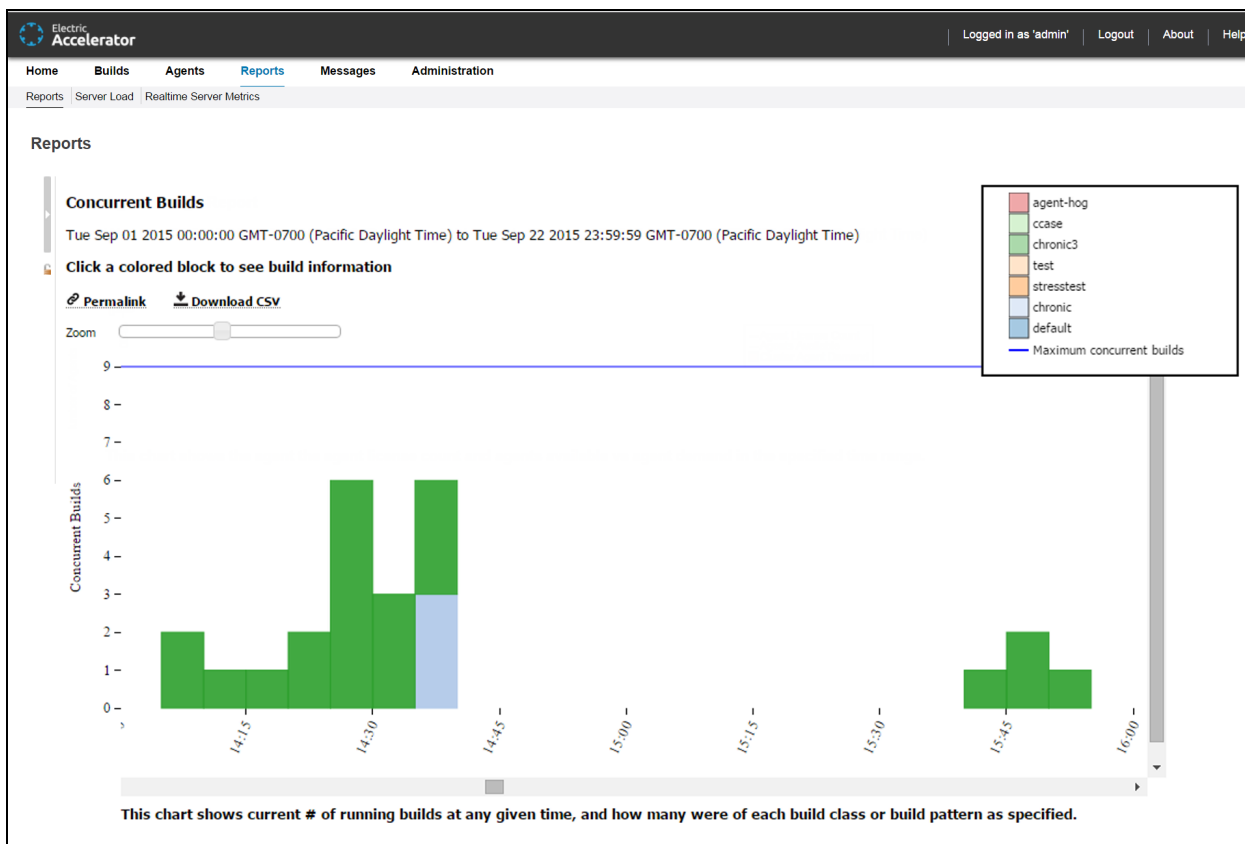 Electric
Accelerator
Logged in as 'admin' Logout About Help
Home Builds Agents Reports Messages Administration
Reports Server Load Realtime Server Metrics
Reports
Concurrent Builds
Tue Sep 01 2015 00:00:00 GMT-0700 (Pacific Daylight Time) to Tue Sep 22 2015 23:59:59 GMT-0700 (Pacific Daylight Time)
Click a colored block to see build information
Permalink Download CSV
Zoom
agent-hog
ccase
chronic3
test
stresstest
chronic
default
Maximum concurrent builds
9
8
7
6
5
4
3
2
1
0
Concurrent Builds
14:15 14:30 14:45 15:00 15:15 15:30 15:45 16:00
This chart shows current # of running builds at any given time, and how many were of each build class or build pattern as specified.